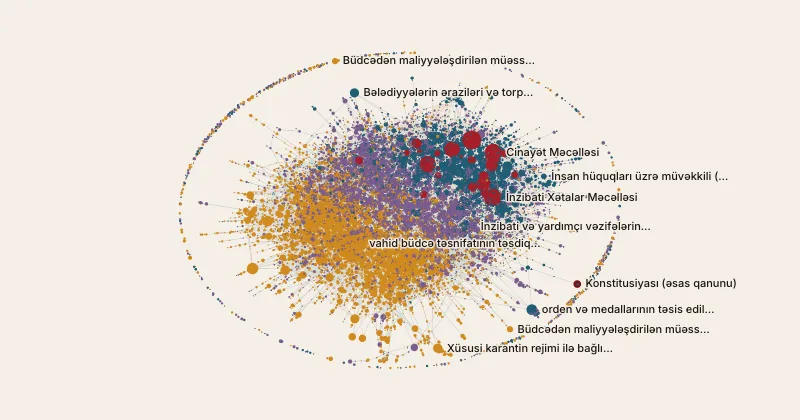 Büdcədən maliyyələşdirilən müəss...
Bələdiyyələrin əraziləri və torp...
Cinayət Məcəlləsi
İnsan hüquqları üzrə müvəkkili (...
İnzibati Xətalar Məcəlləsi
İnzibati və yardımçı vəzifələrin...
vahid büdcə təsnifatının təsdiq...
Konstitusiyası (əsas qanunu)
orden və medallarının təsis edil...
Büdcədən maliyyələşdirilən müəss...
Xüsusi karantin rejimi ilə bağlı...